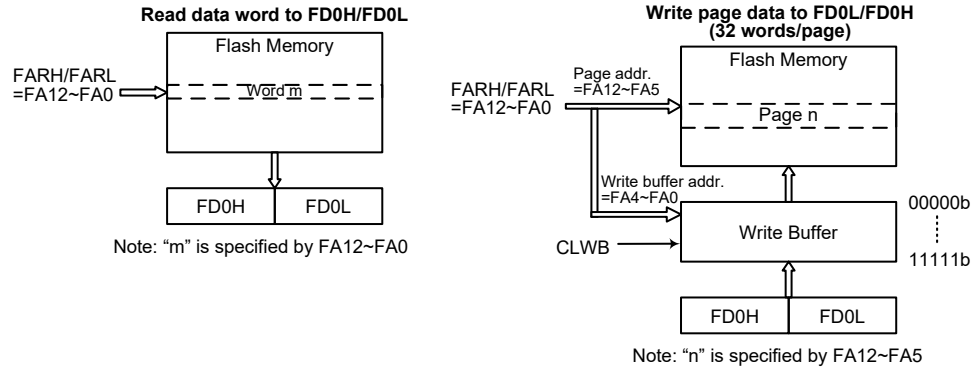 Read data word to FD0H/FD0L
Flash Memory
FARH/FARL
=FA12~FA0
Word m
FD0H
FD0L
Note: “m” is specified by FA12~FA0
Write page data to FD0L/FD0H
(32 words/page)
Flash Memory
Page addr.
=FA12~FA5
FARH/FARL
=FA12~FA0
Page n
Write buffer addr.
=FA4~FA0
Write Buffer
00000b
11111b
CLWB
FD0H
FD0L
Note: “n” is specified by FA12~FA5